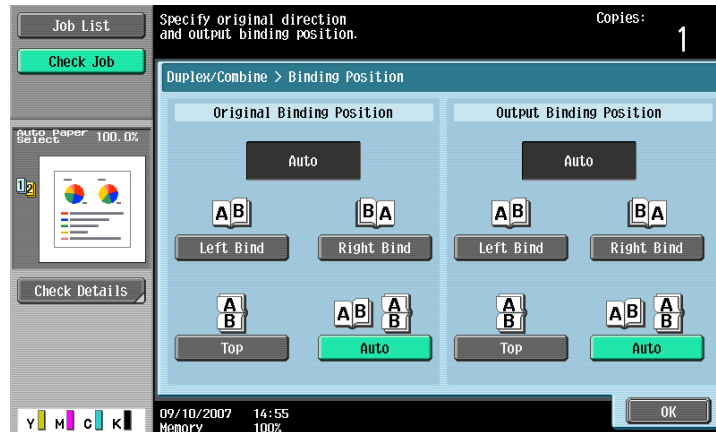 Job List
Check Job
Specify original direction
and output binding position.
Copies:
1
Duplex/Combine > Binding Position
Original Binding Position
Output Binding Position
Auto
Auto
Auto Paper
Select
100.0%
1 2
A B
B A
A B
B A
Left Bind
Right Bind
Left Bind
Right Bind
Check Details
A
B
A B
A
B
A
B
A B
A
B
Top
Auto
Top
Auto
OK
Y M C K
09/10/2007 14:55
Memory 100%